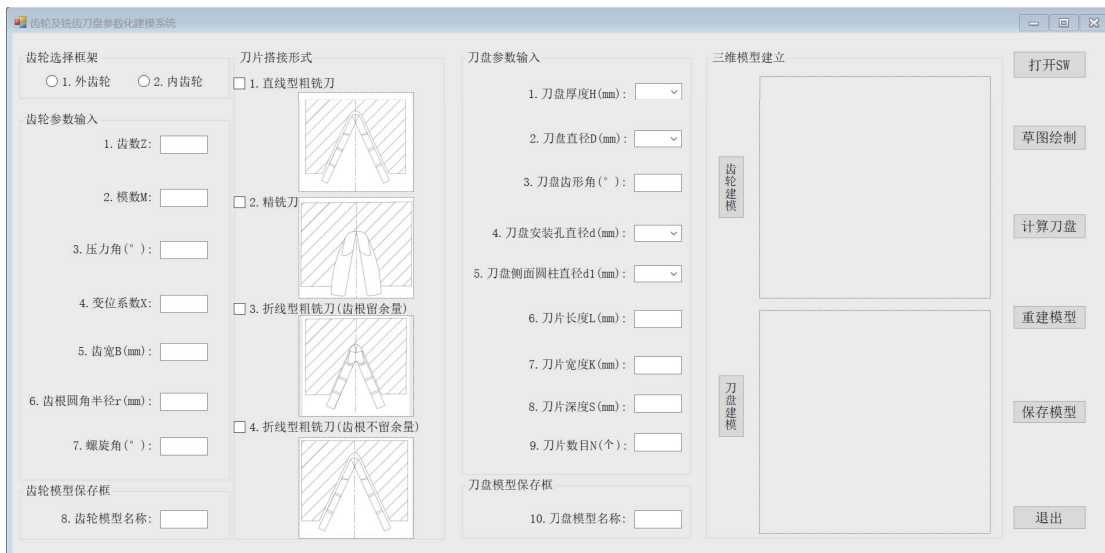 齿轮及铣齿刀盘参数化建模系统
齿轮选择框架
1. 外齿轮
2. 内齿轮
齿轮参数输入
1. 齿数Z:
2. 模数M:
3. 压力角(°):
4. 变位系数X:
5. 齿宽B(mm):
6. 齿根圆角半径r(mm):
7. 螺旋角(°):
齿轮模型保存框
8. 齿轮模型名称:
刀片搭接形式
1. 直线型粗铣刀
2. 精铣刀
3. 折线型粗铣刀(齿根留余量)
4. 折线型粗铣刀(齿根不留余量)
刀盘参数输入
1. 刀盘厚度H(mm):
2. 刀盘直径D(mm):
3. 刀盘齿形角(°):
4. 刀盘安装孔直径d(mm):
5. 刀盘侧面圆柱直径d1(mm):
6. 刀片长度L(mm):
7. 刀片宽度K(mm):
8. 刀片深度S(mm):
9. 刀片数目N(个):
刀盘模型保存框
10. 刀盘模型名称:
三维模型建立
齿轮建模
刀盘建模
打开SW
草图绘制
计算刀盘
重建模型
保存模型
退出